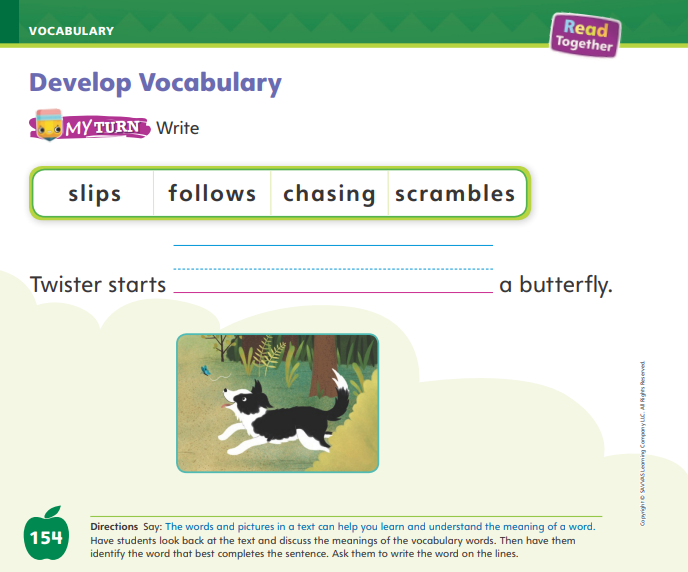 VOCABULARY
Read
Together
Develop Vocabulary
MY TURN Write
slips follows chasing scrambles
Twister starts a butterfly.
Copyright © SAVVAS Learning Company LLC. All Rights Reserved.
154
Directions Say: The words and pictures in a text can help you learn and understand the meaning of a word.
Have students look back at the text and discuss the meanings of the vocabulary words. Then have them
identify the word that best completes the sentence. Ask them to write the word on the lines.